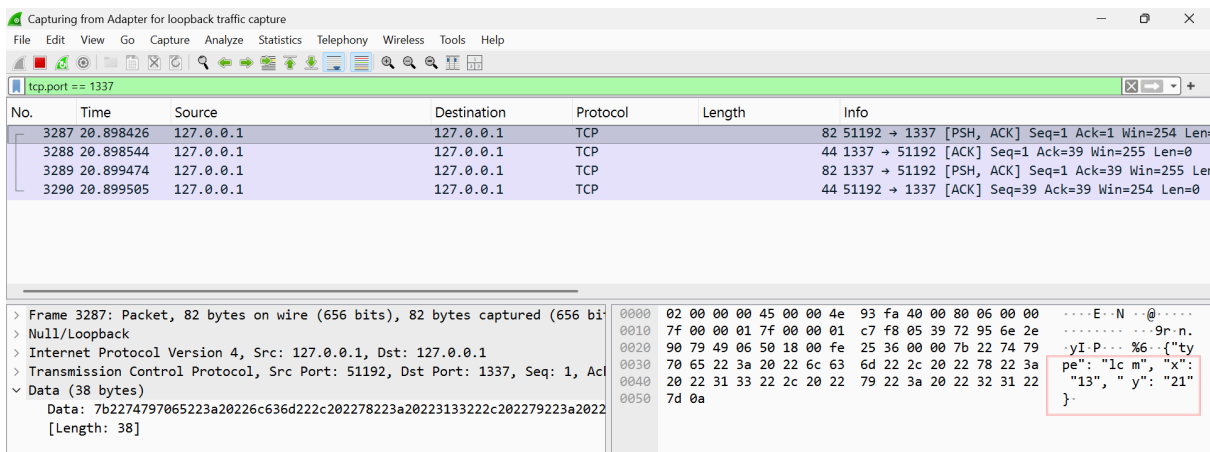 Capturing from Adapter for loopback traffic capture
File Edit View Go Capture Analyze Statistics Telephony Wireless Tools Help
tcp.port == 1337
No. Time Source Destination Protocol Length Info
3287 20.898426 127.0.0.1 127.0.0.1 TCP 82 51192 → 1337 [PSH, ACK] Seq=1 Ack=1 Win=254 Len=
3288 20.898544 127.0.0.1 127.0.0.1 TCP 44 1337 → 51192 [ACK] Seq=1 Ack=39 Win=255 Len=0
3289 20.899474 127.0.0.1 127.0.0.1 TCP 82 1337 → 51192 [PSH, ACK] Seq=1 Ack=39 Win=255 Le
3290 20.899505 127.0.0.1 127.0.0.1 TCP 44 51192 → 1337 [ACK] Seq=39 Ack=39 Win=254 Len=0
> Frame 3287: Packet, 82 bytes on wire (656 bits), 82 bytes captured (656 bi
> Null/Loopback
> Internet Protocol Version 4, Src: 127.0.0.1, Dst: 127.0.0.1
> Transmission Control Protocol, Src Port: 51192, Dst Port: 1337, Seq: 1, Ac
Data (38 bytes)
Data: 7b2274797065223a20226c636d222c202278223a20223133222c202279223a2022
[Length: 38]
0000 02 00 00 00 45 00 00 4e 93 fa 40 00 80 06 00 00 ····E··N ··@·····
0010 7f 00 00 01 7f 00 00 01 c7 f8 05 39 72 95 6e 2e ········ ···9r·n.
0020 90 79 49 06 50 18 00 fe 25 36 00 00 7b 22 74 79 ·yI·P··· %6··{"ty
0030 70 65 22 3a 20 22 6c 63 6d 22 2c 20 22 78 22 3a pe": "lc m", "x":
0040 20 22 31 33 22 2c 20 22 79 22 3a 20 22 32 31 22 "13", " y": "21"
0050 7d 0a }·